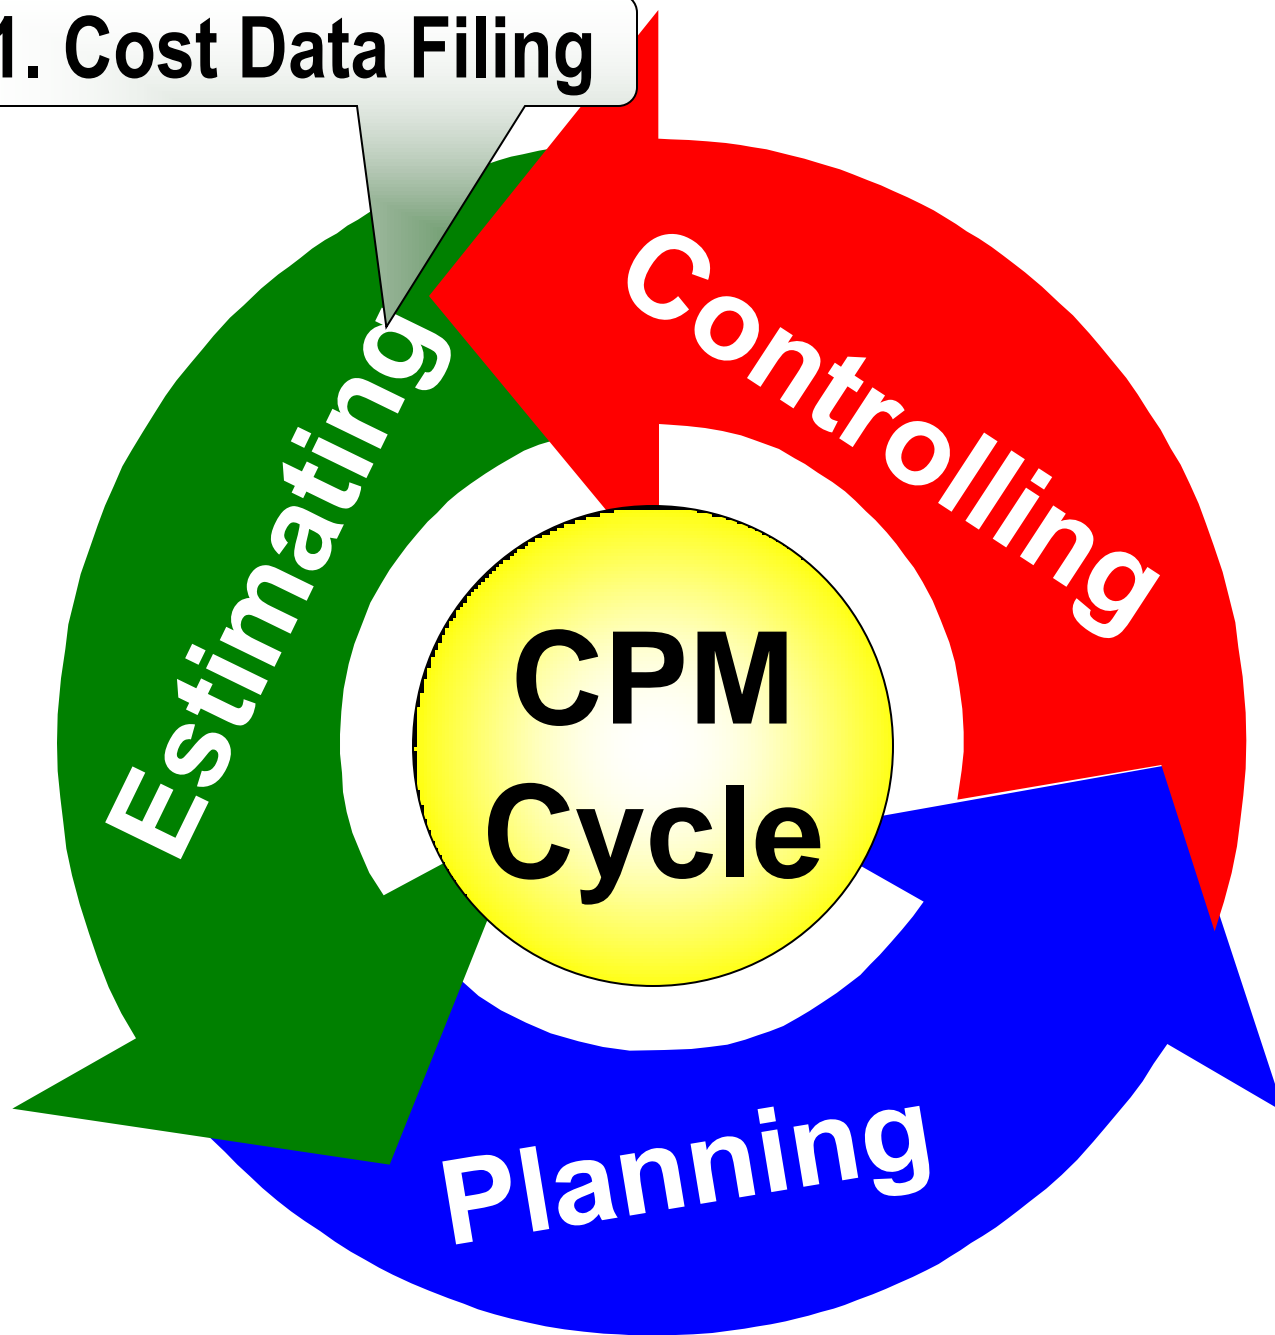 1. Cost Data Filing
Controlling
Estimating
CPM
Cycle
Planning